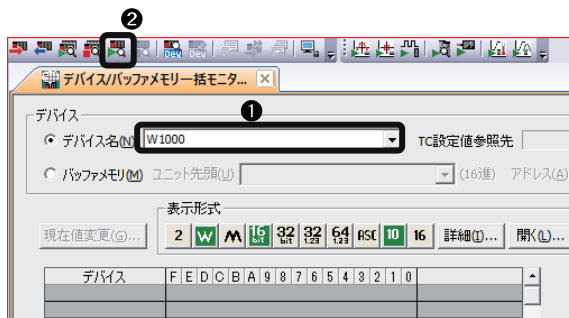 ❷
Dev Dev
デバイス/バッファメモリ一括モニタ...
デバイス
❶
デバイス名(N) W1000 TC設定値参照先
バッファメモリ(M) ユニット先頭(U) (16進) アドレス(A)
表示形式
現在値変更(G)... 2 W M 16bit 32bit 32 1.23 64 1.23 ASC 10 16 詳細(I)... 開く(L)...
デバイス F E D C B A 9 8 7 6 5 4 3 2 1 0